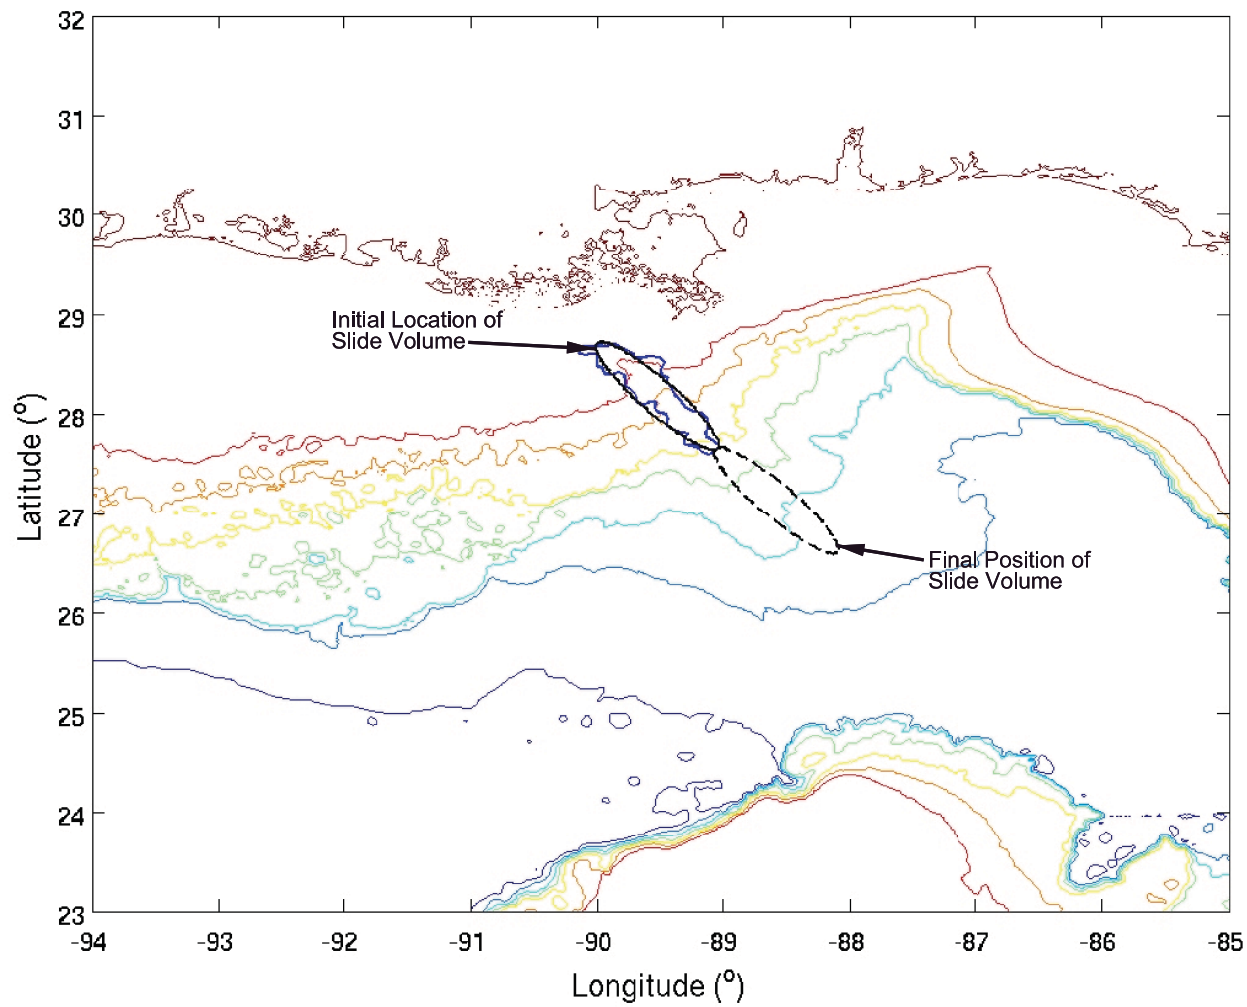 32
31
30
29
28
27
26
25
24
23
Latitude (°)
Initial Location of
Slide Volume
Final Position of
Slide Volume
-94 -93 -92 -91 -90 -89 -88 -87 -86 -85
Longitude (°)